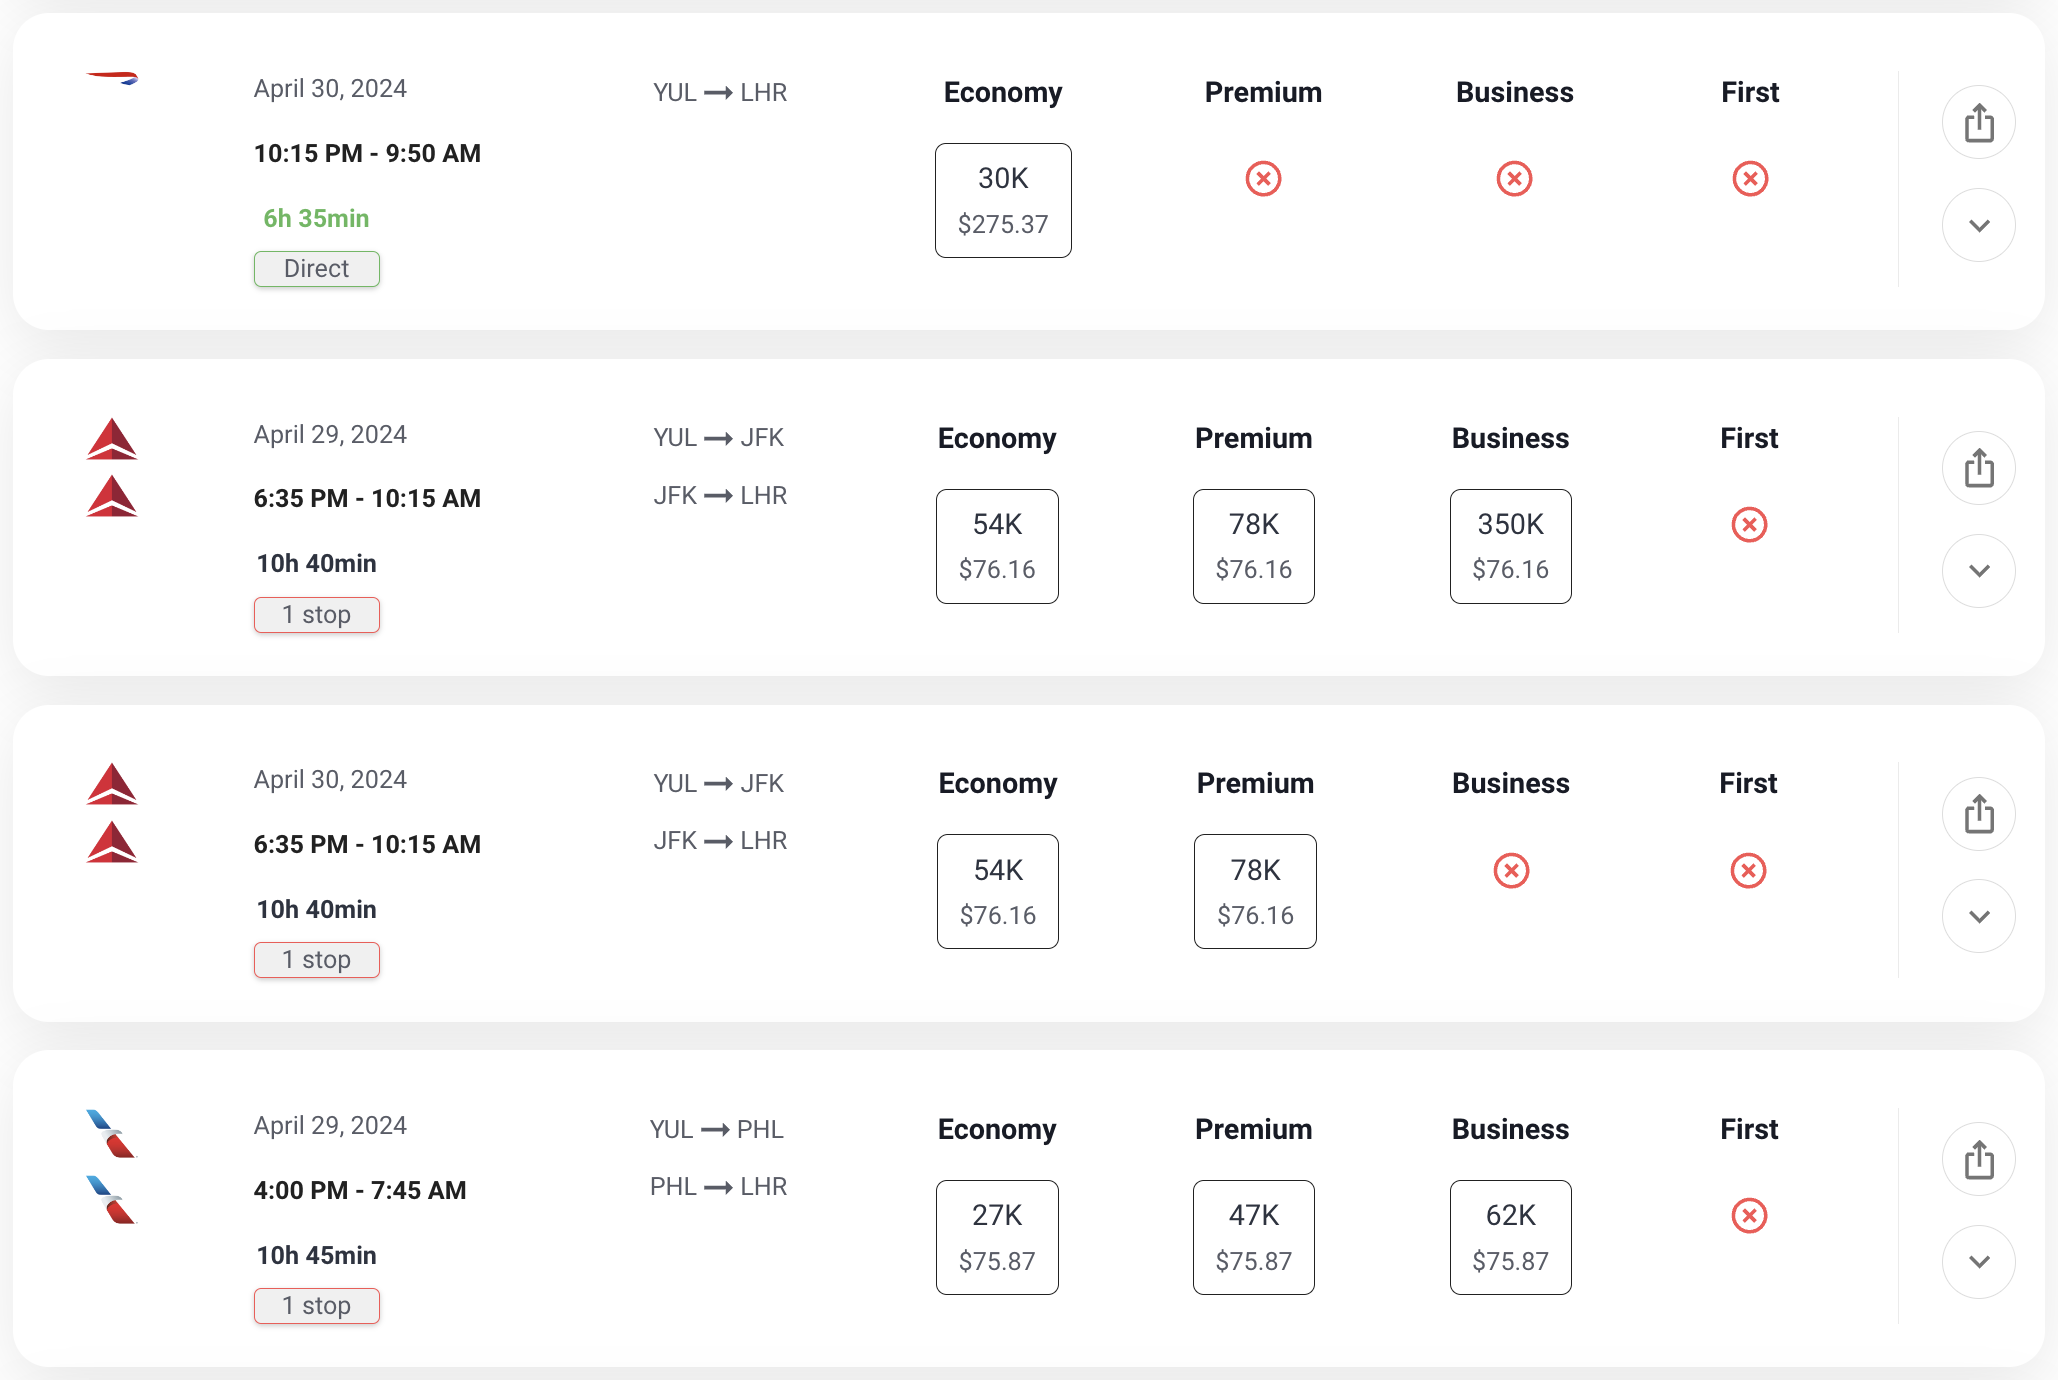 April 30, 2024
10:15 PM - 9:50 AM
6h 35min
Direct
YUL → LHR
Economy
30K
$275.37
Premium
Business
First
April 29, 2024
6:35 PM - 10:15 AM
10h 40min
1 stop
YUL → JFK
JFK → LHR
Economy
54K
$76.16
Premium
78K
$76.16
Business
350K
$76.16
First
April 30, 2024
6:35 PM - 10:15 AM
10h 40min
1 stop
YUL → JFK
JFK → LHR
Economy
54K
$76.16
Premium
78K
$76.16
Business
First
April 29, 2024
4:00 PM - 7:45 AM
10h 45min
1 stop
YUL → PHL
PHL → LHR
Economy
27K
$75.87
Premium
47K
$75.87
Business
62K
$75.87
First